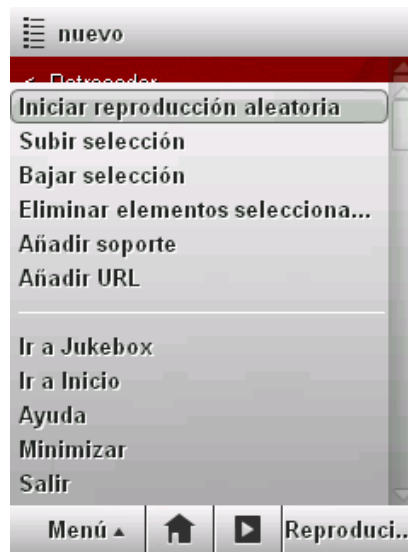 nuevo
< Retroceder
Iniciar reproducción aleatoria
Subir selección
Bajar selección
Eliminar elementos selecciona...
Añadir soporte
Añadir URL
Ir a Jukebox
Ir a Inicio
Ayuda
Minimizar
Salir
Menú Reproduci...